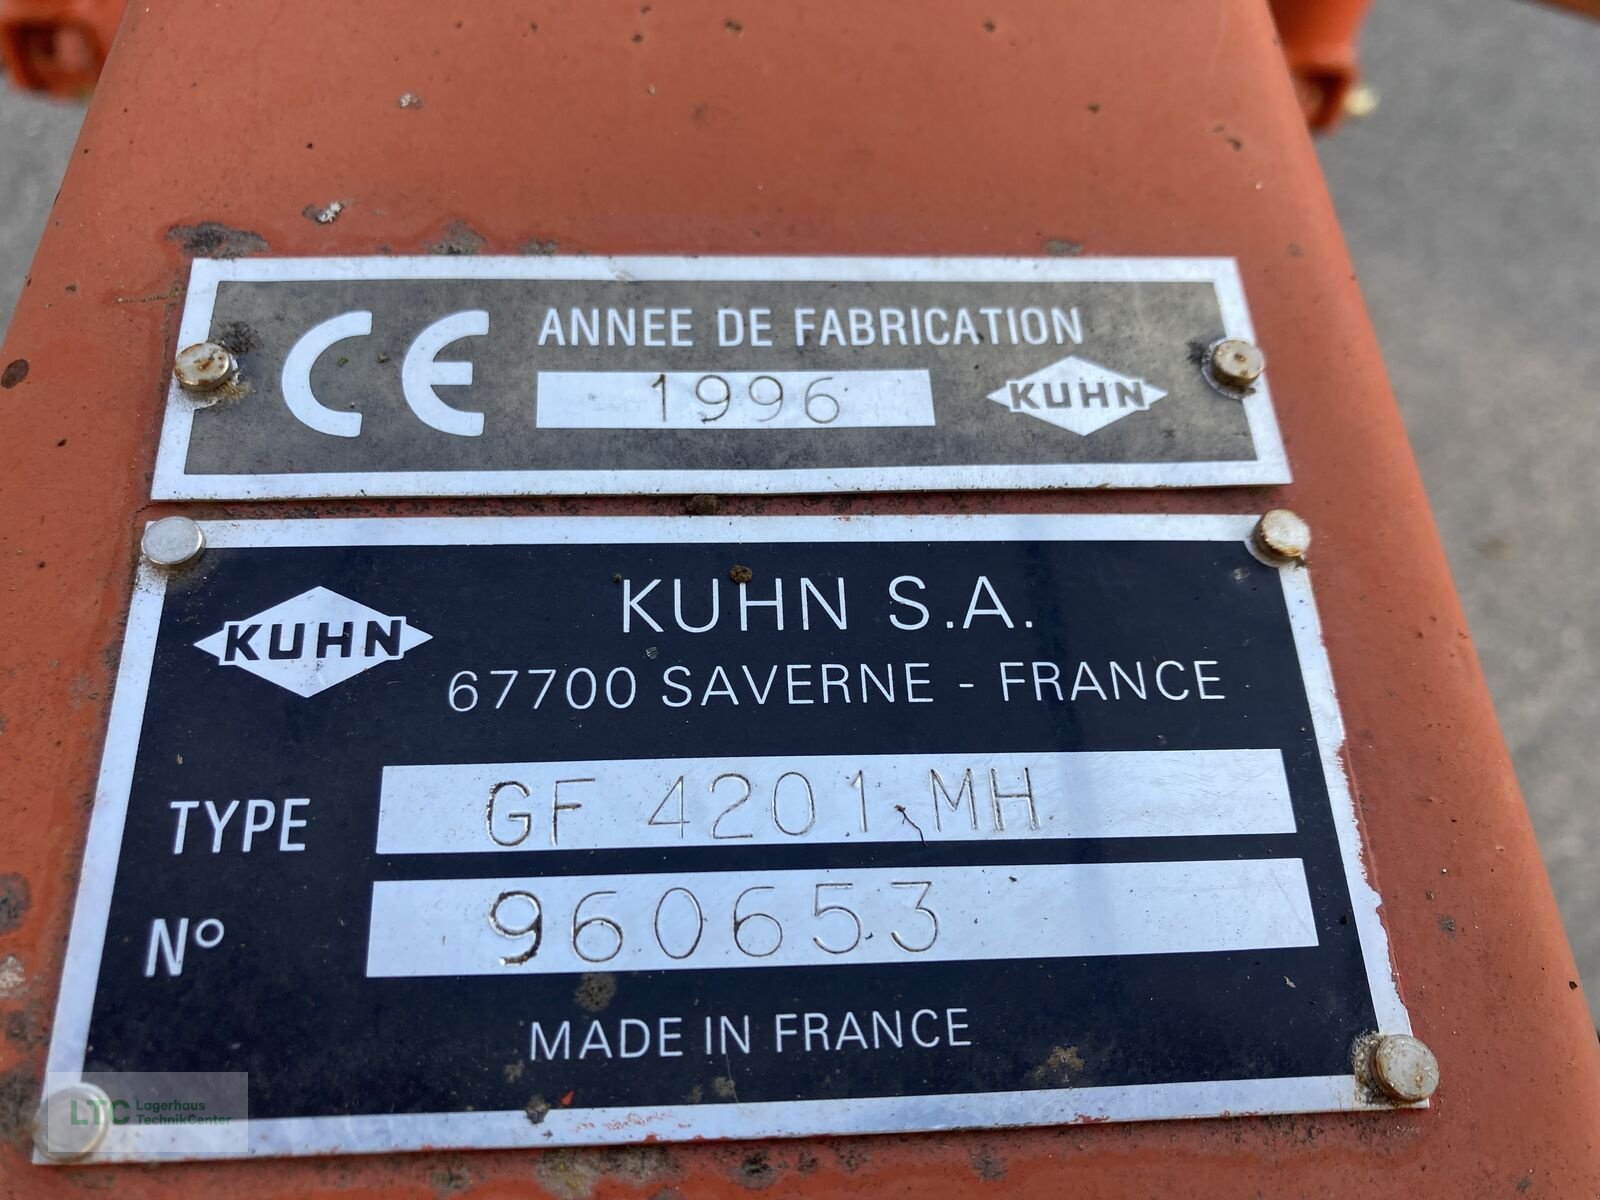 CE ANNEE DE FABRICATION
1996
KUHN
KUHN
KUHN S.A.
67700 SAVERNE - FRANCE
TYPE GF 4201 MH
N° 960653
MADE IN FRANCE
LTC Lagerhaus
TechnikCenter